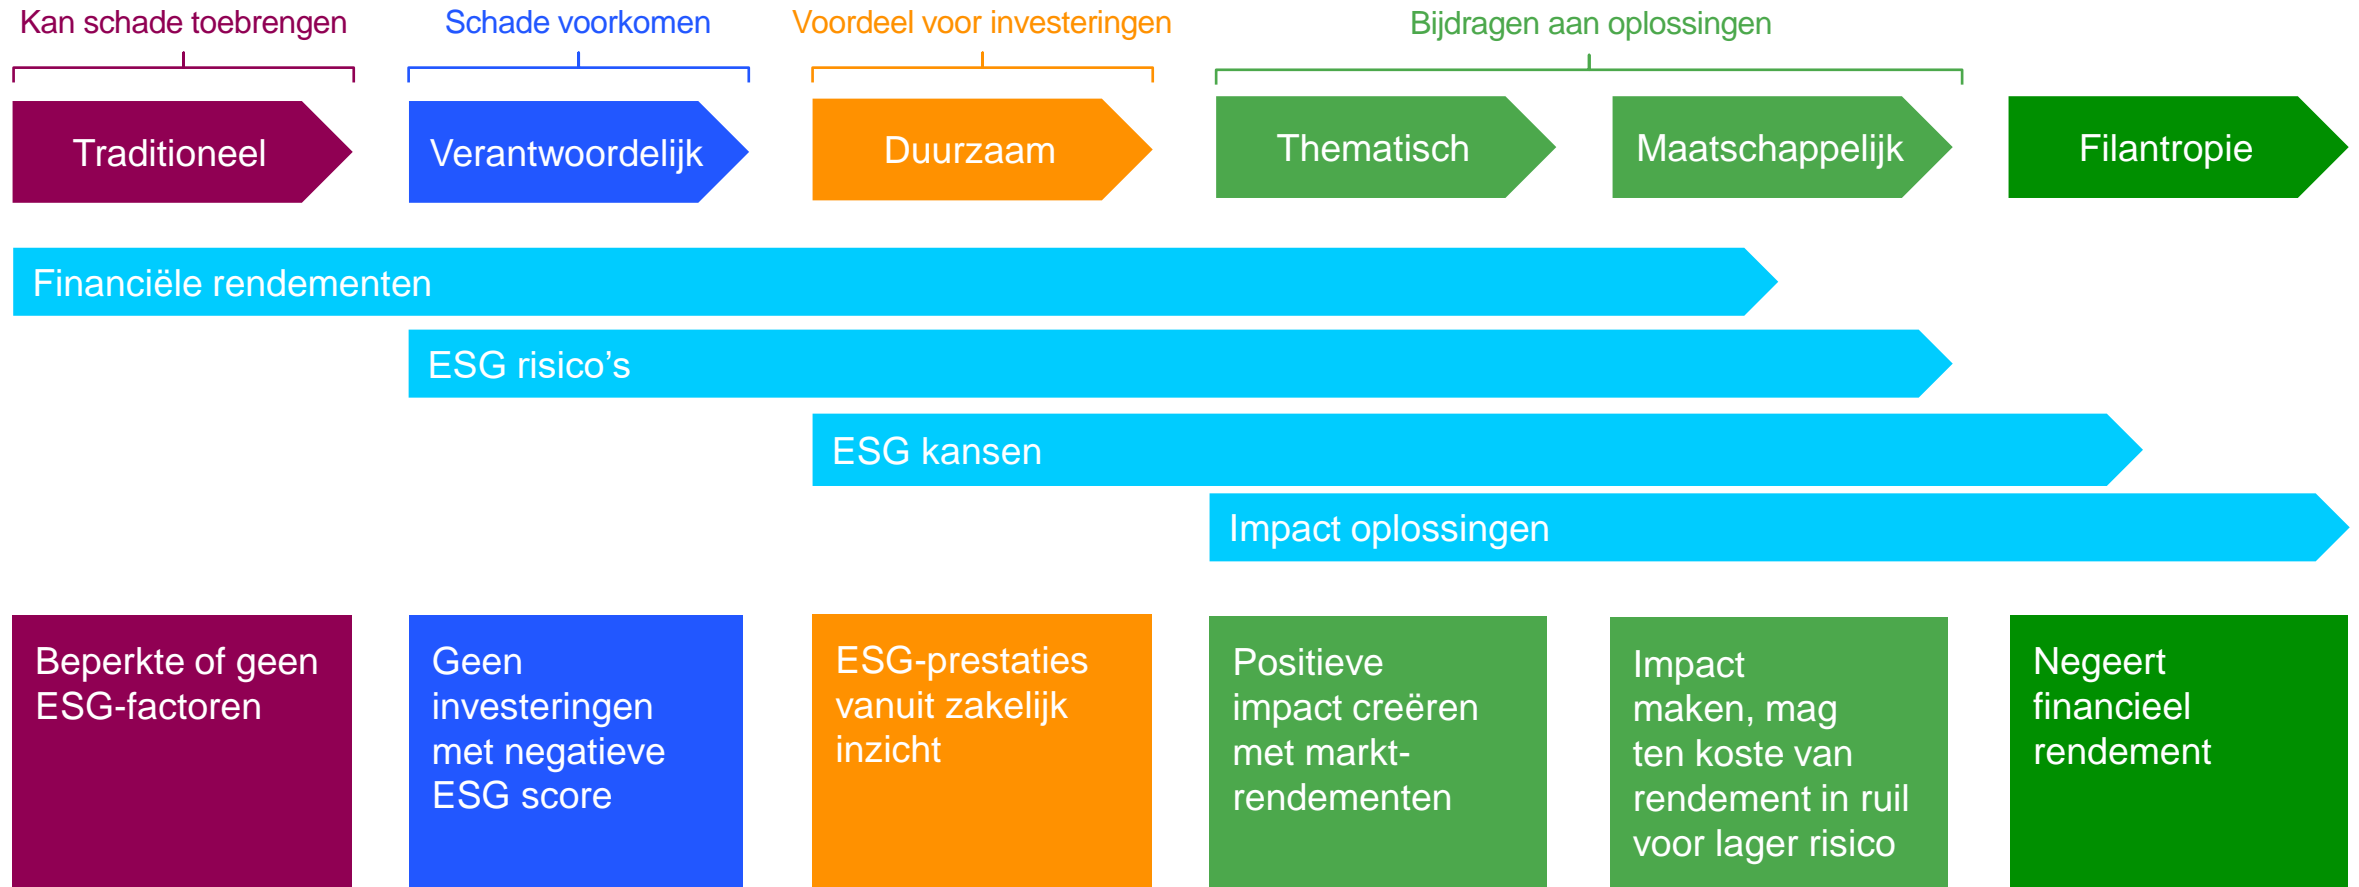 Kan schade toebrengen
Schade voorkomen
Voordeel voor investeringen
Bijdragen aan oplossingen
Traditioneel
Verantwoordelijk
Duurzaam
Thematisch
Maatschappelijk
Filantropie
Financiële rendementen
ESG risico’s
ESG kansen
Impact oplossingen
Beperkte of geen
ESG-factoren
Geen
investeringen
met negatieve
ESG score
ESG-prestaties
vanuit zakelijk
inzicht
Positieve
impact creëren
met markt-
rendementen
Impact
maken, mag
ten koste van
rendement in ruil
voor lager risico
Negeert
financieel
rendement